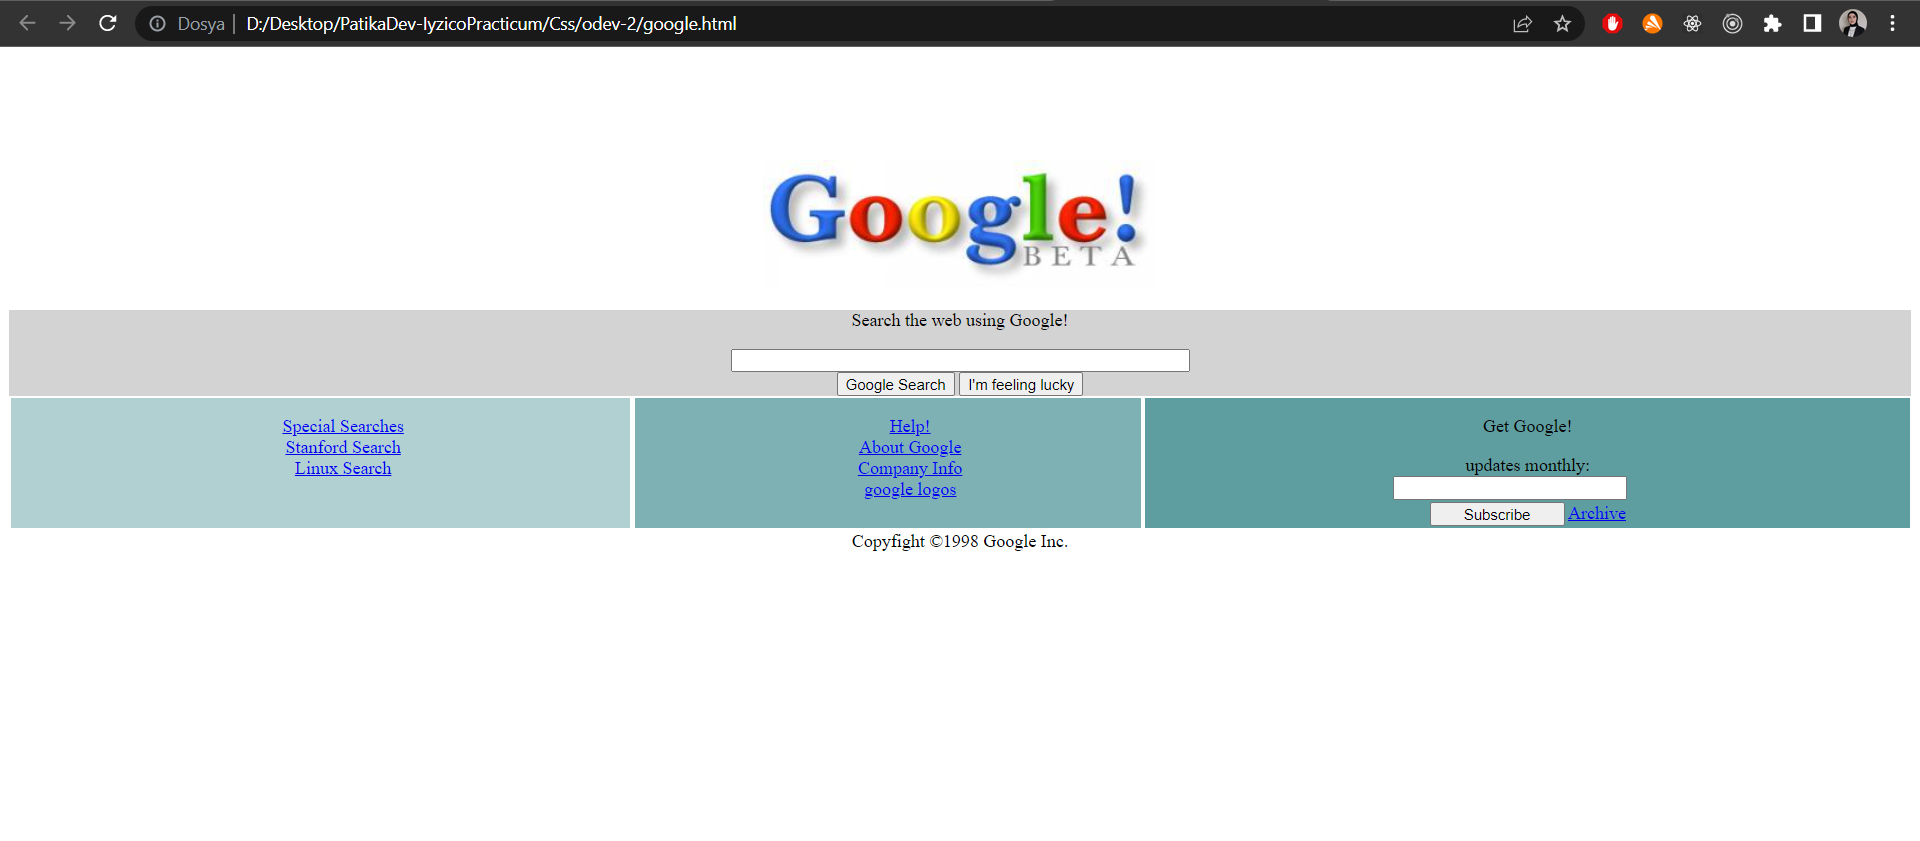 Dosya D:/Desktop/PatikaDev-IyzicoPracticum/Css/odev-2/google.html
Google!
BETA
Search the web using Google!
Google Search I'm feeling lucky
Special Searches
Stanford Search
Linux Search
Help!
About Google
Company Info
google logos
Get Google!
updates monthly:
Subscribe Archive
Copyfight ©1998 Google Inc.